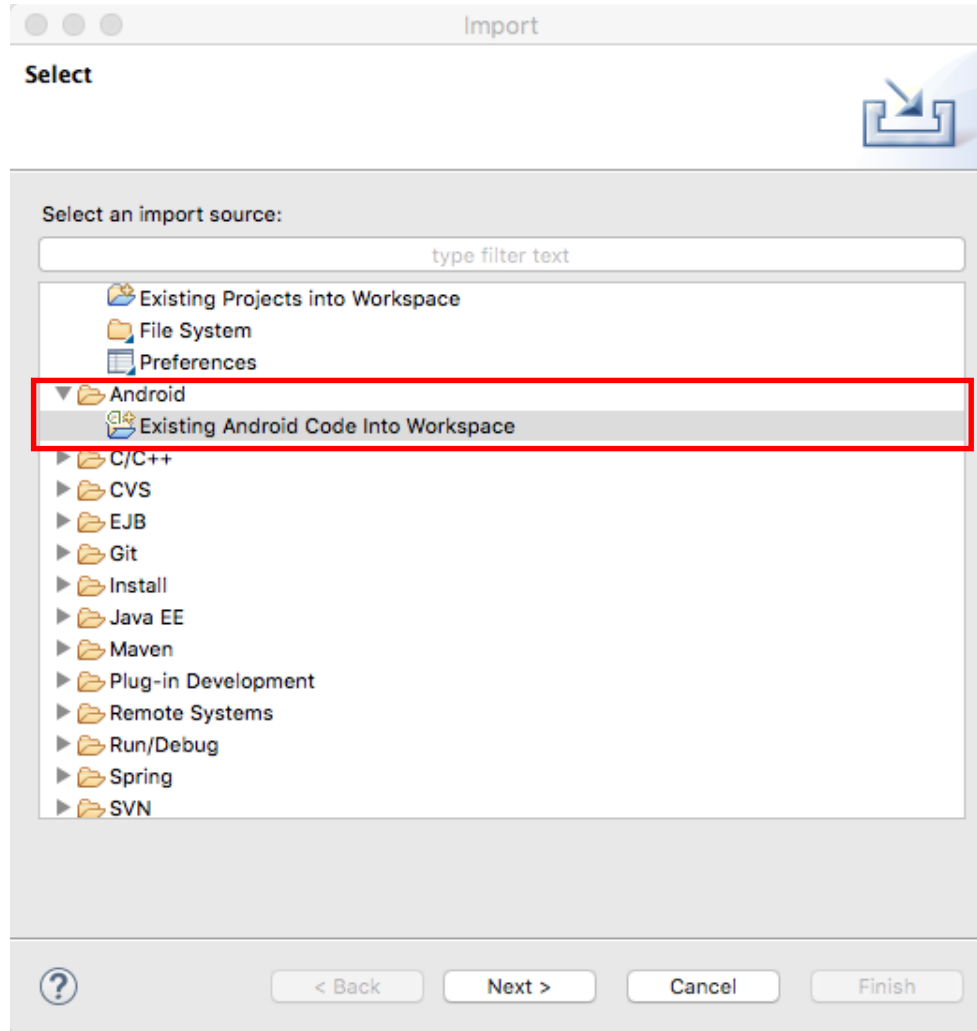 Import
Select
Select an import source:
type filter text
Existing Projects into Workspace
File System
Preferences
Android
Existing Android Code Into Workspace
C/C++
CVS
EJB
Git
Install
Java EE
Maven
Plug-in Development
Remote Systems
Run/Debug
Spring
SVN
? < Back Next > Cancel Finish